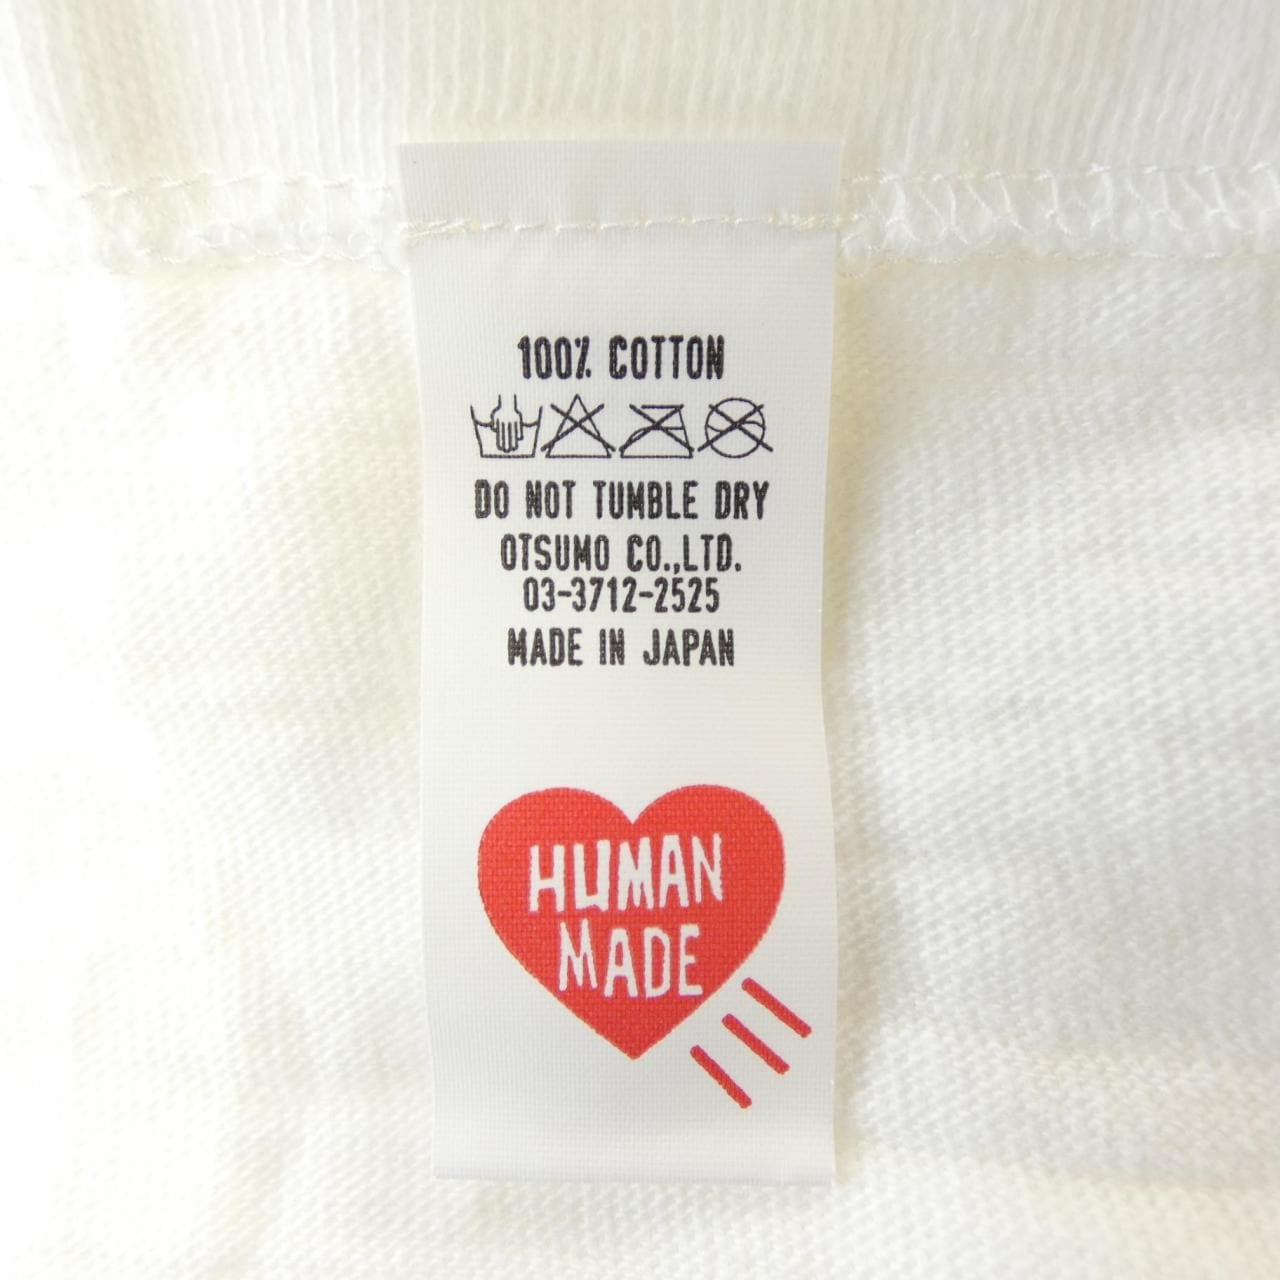 100% COTTON
DO NOT TUMBLE DRY
OTSUMO CO.,LTD.
03-3712-2525
MADE IN JAPAN
HUMAN
MADE